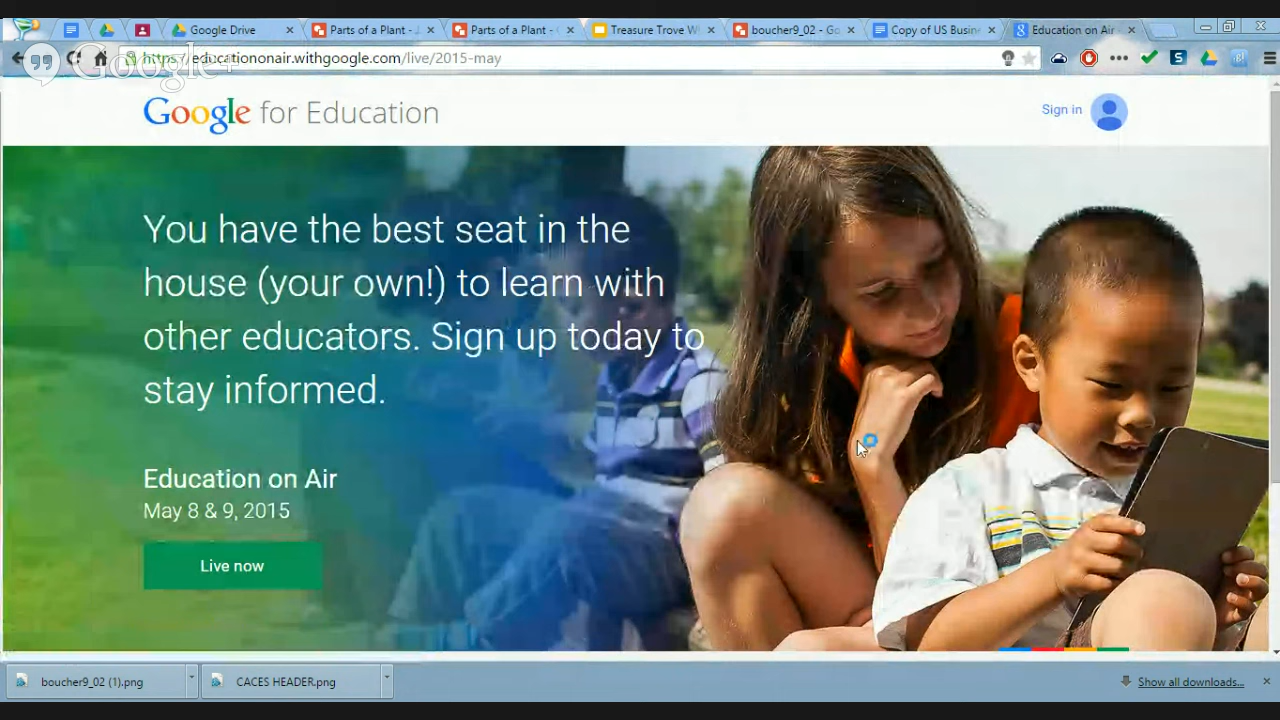 Google Drive
Parts of a Plant - J
Parts of a Plant -
Treasure Trove W
boucher9_02 - Go
Copy of US Busin
Education on Air
Google+
https://educationonair.withgoogle.com/live/2015-may
Google for Education
Sign in
You have the best seat in the
house (your own!) to learn with
other educators. Sign up today to
stay informed.
Education on Air
May 8 & 9, 2015
Live now
boucher9_02 (1).png
CACES HEADER.png
Show all downloads...